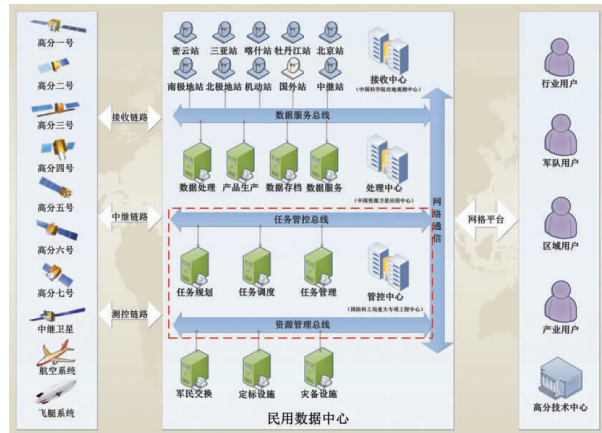 高分一号
高分二号
高分三号
高分四号
高分五号
高分六号
高分七号
中继卫星
航空系统
飞艇系统
接收链路
中继链路
测控链路
密云站 三亚站 喀什站 牡丹江站 北京站
南极地站 北极地站 机动站 国外站 中继站
接收中心
(中国科学院对地观测中心)
数据服务总线
数据处理 产品生产 数据存档 数据服务
处理中心
(中国资源卫星应用中心)
任务管控总线
任务规划 任务调度 任务管理
管控中心
(国防科工局重大专项工程中心)
资源管理总线
军民交换 定标设施 灾备设施
民用数据中心
网络通信
网络平台
行业用户
军队用户
区域用户
产业用户
高分技术中心